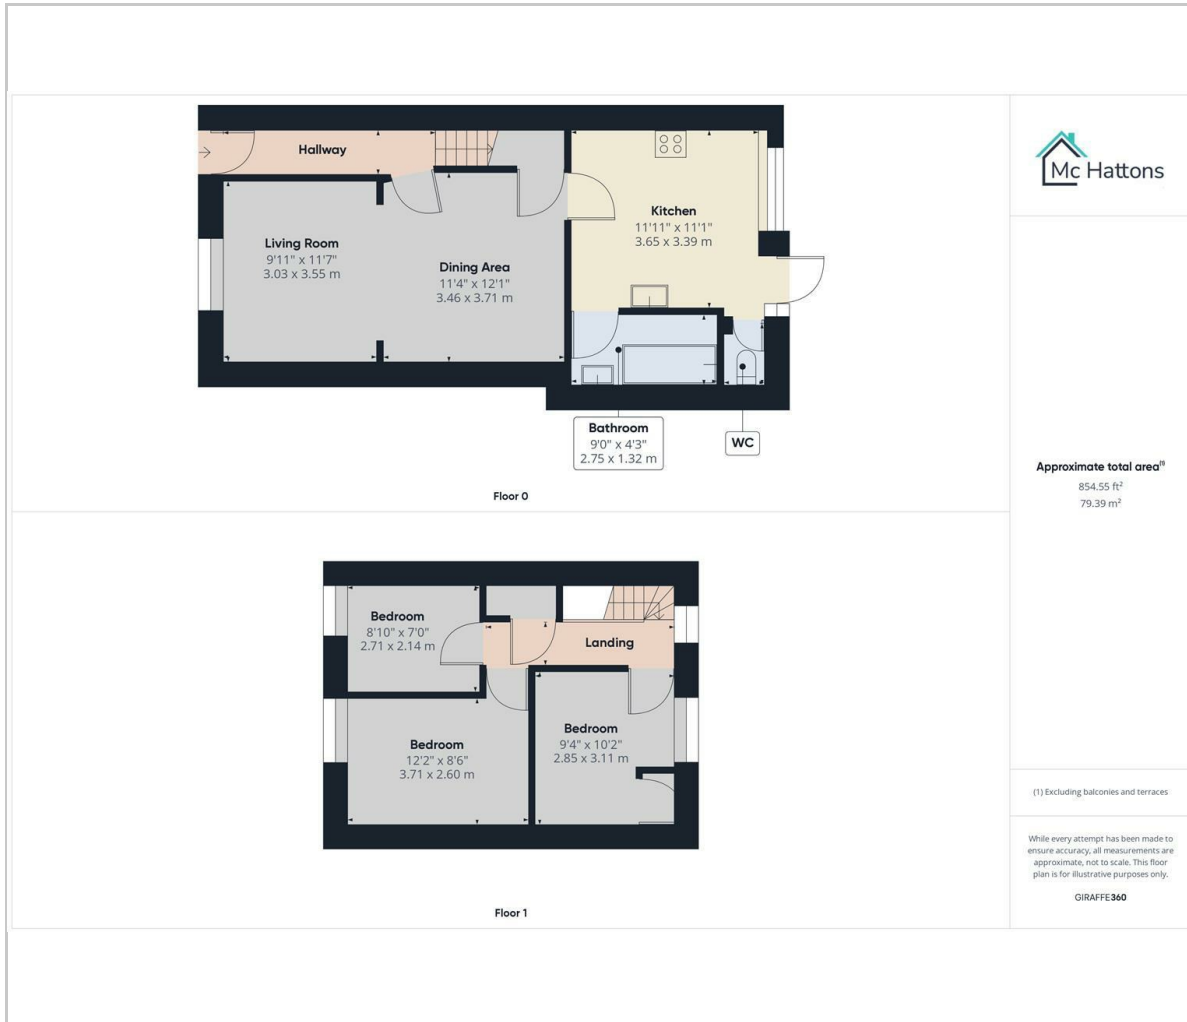 Hallway
Living Room
9'11" x 11'7"
3.03 x 3.55 m
Dining Area
11'4" x 12'1"
3.46 x 3.71 m
Kitchen
11'11" x 11'1"
3.65 x 3.39 m
Bathroom
9'0" x 4'3"
2.75 x 1.32 m
WC
Floor 0
Bedroom
8'10" x 7'0"
2.71 x 2.14 m
Landing
Bedroom
12'2" x 8'6"
3.71 x 2.60 m
Bedroom
9'4" x 10'2"
2.85 x 3.11 m
Floor 1
Mc Hattons
Approximate total area⁽¹⁾
854.55 ft²
79.39 m²
(1) Excluding balconies and terraces
While every attempt has been made to
ensure accuracy, all measurements are
approximate, not to scale. This floor
plan is for illustrative purposes only.
GIRAFFE360